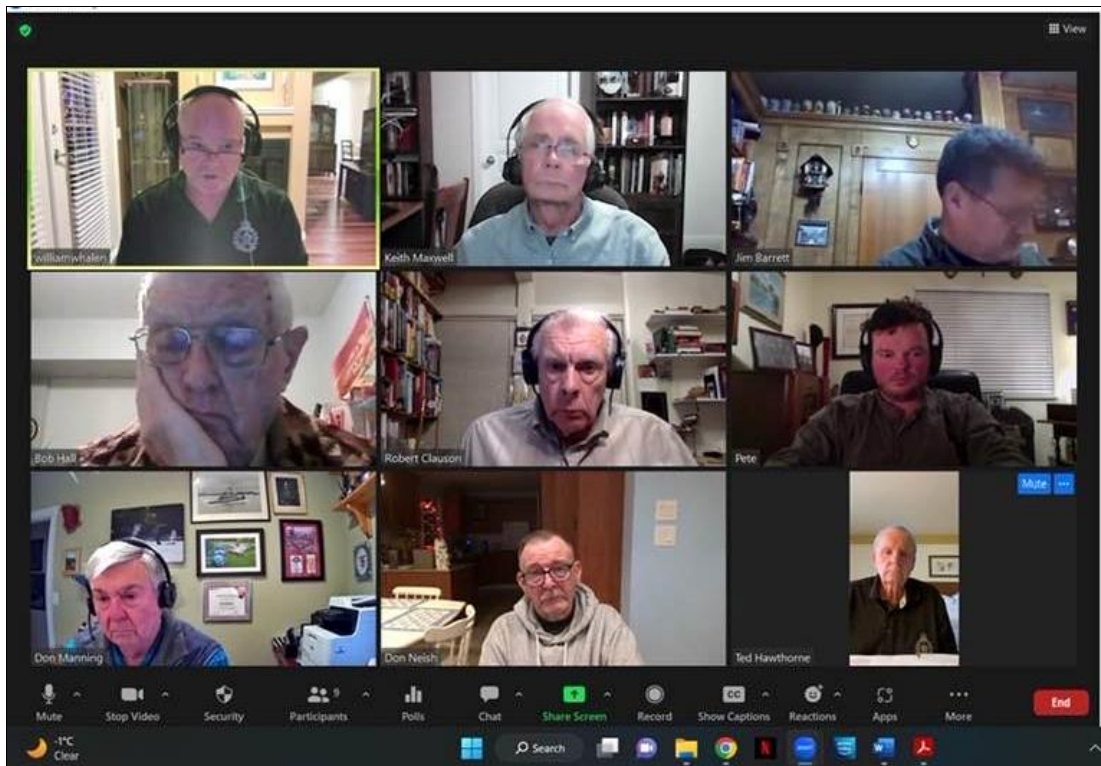 View
williamwhalen
Keith Maxwell
Jim Barrett
Bob Hall
Robert Clauson
Pete
Mute
Don Manning
Don Neish
Ted Hawthorne
9
Mute
Stop Video
Security
Participants
Polls
Chat
Share Screen
Record
CC
Show Captions
Reactions
Apps
More
End
-1°C
Clear
Search
N
zoom
W